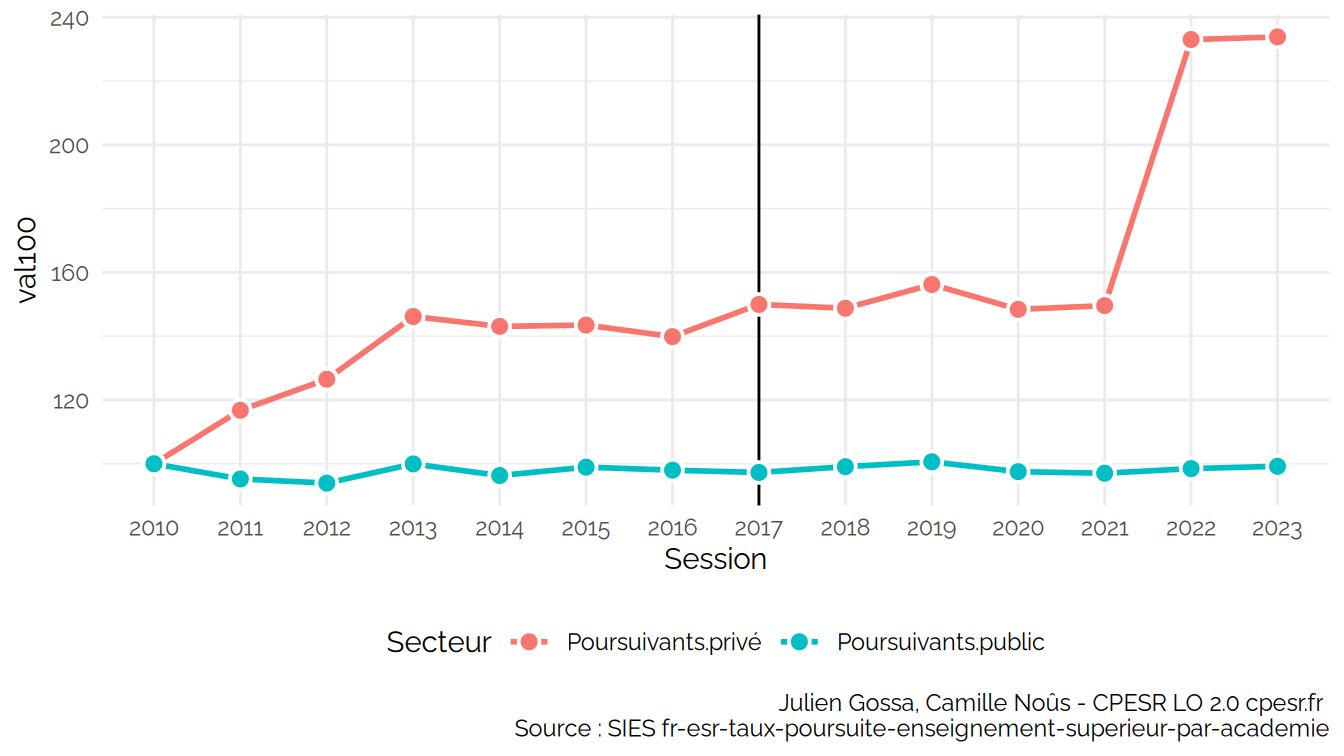 240
200
160
120
val100
2010 2011 2012 2013 2014 2015 2016 2017 2018 2019 2020 2021 2022 2023
Session
Secteur Poursuivants.privé Poursuivants.public
Julien Gossa, Camille Noûs - CPESR LO 2.0 cpesr.fr
Source : SIES fr-esr-taux-poursuite-enseignement-superieur-par-academie